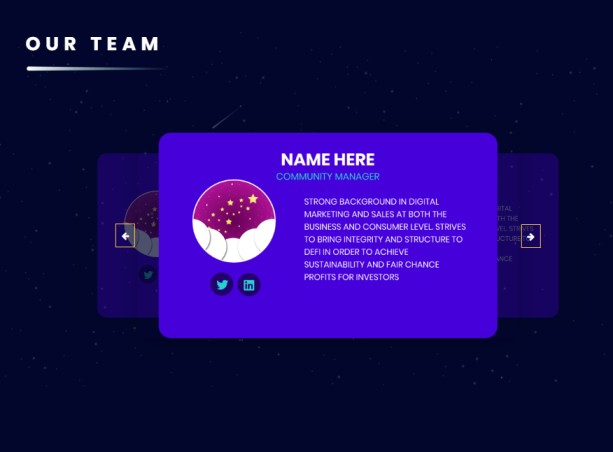 OUR TEAM
NAME HERE
COMMUNITY MANAGER
STRONG BACKGROUND IN DIGITAL
MARKETING AND SALES AT BOTH THE
BUSINESS AND CONSUMER LEVEL. STRIVES
TO BRING INTEGRITY AND STRUCTURE TO
DEFI IN ORDER TO ACHIEVE
SUSTAINABILITY AND FAIR CHANCE
PROFITS FOR INVESTORS